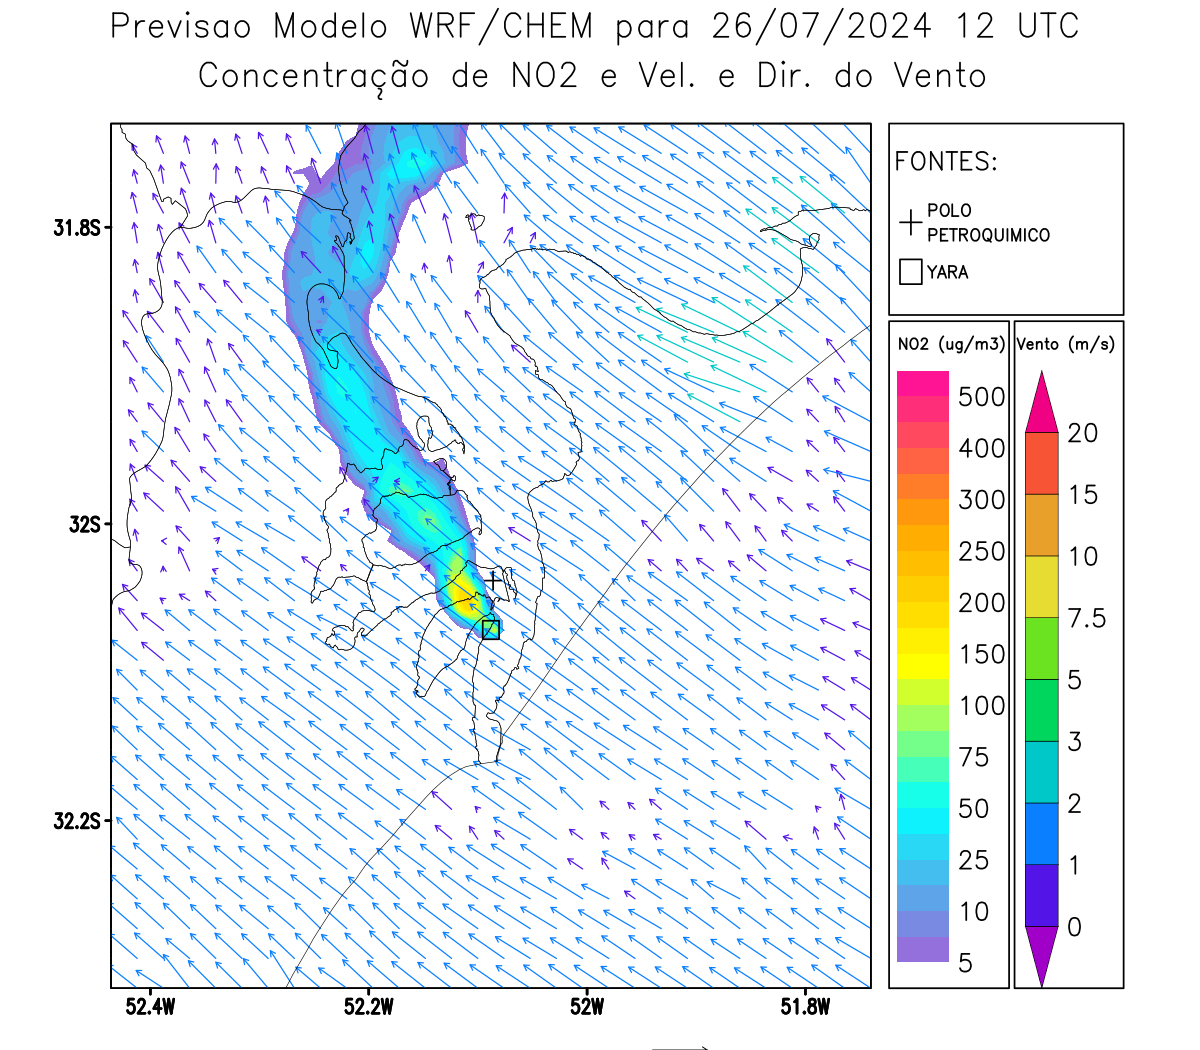 Previsao Modelo WRF/CHEM para 26/07/2024 12 UTC
Concentração de NO2 e Vel. e Dir. do Vento
FONTES:
POLO
PETROQUIMICO
YARA
NO2 (ug/m3)
500
400
300
250
200
150
100
75
50
25
10
5
Vento (m/s)
20
15
10
7.5
5
3
2
1
0
31.8S
32S
32.2S
52.4W
52.2W
52W
51.8W